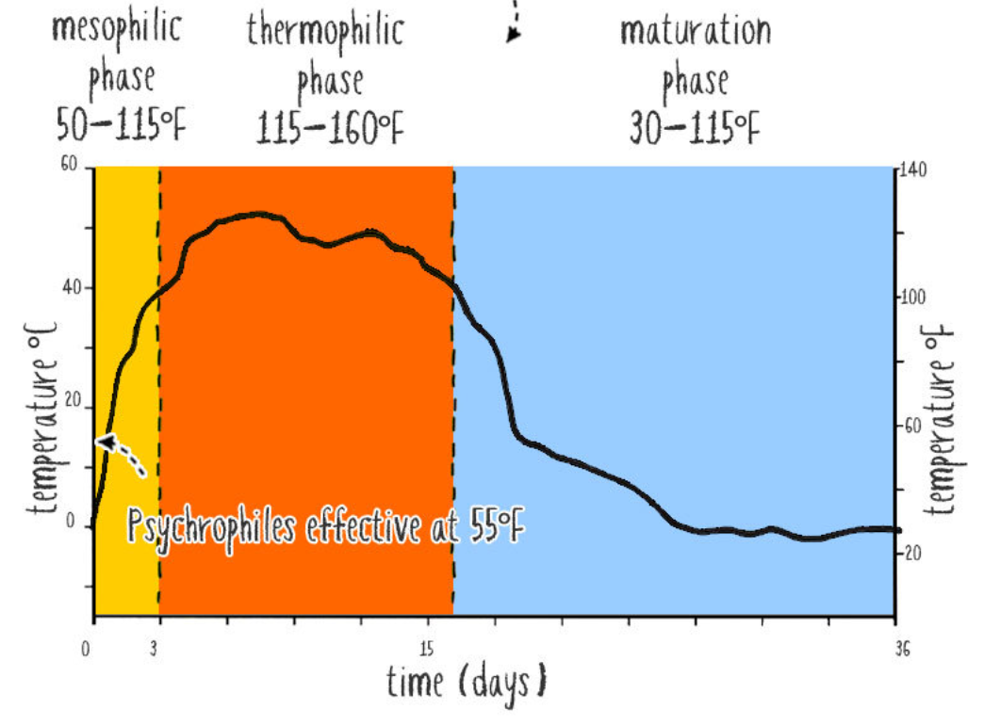 mesophilic
phase
50–115°F
thermophilic
phase
115–160°F
maturation
phase
30–115°F
60
40
20
0
temperature °C
140
100
60
20
temperature °F
Psychrophiles effective at 55°F
0
3
15
36
time (days)